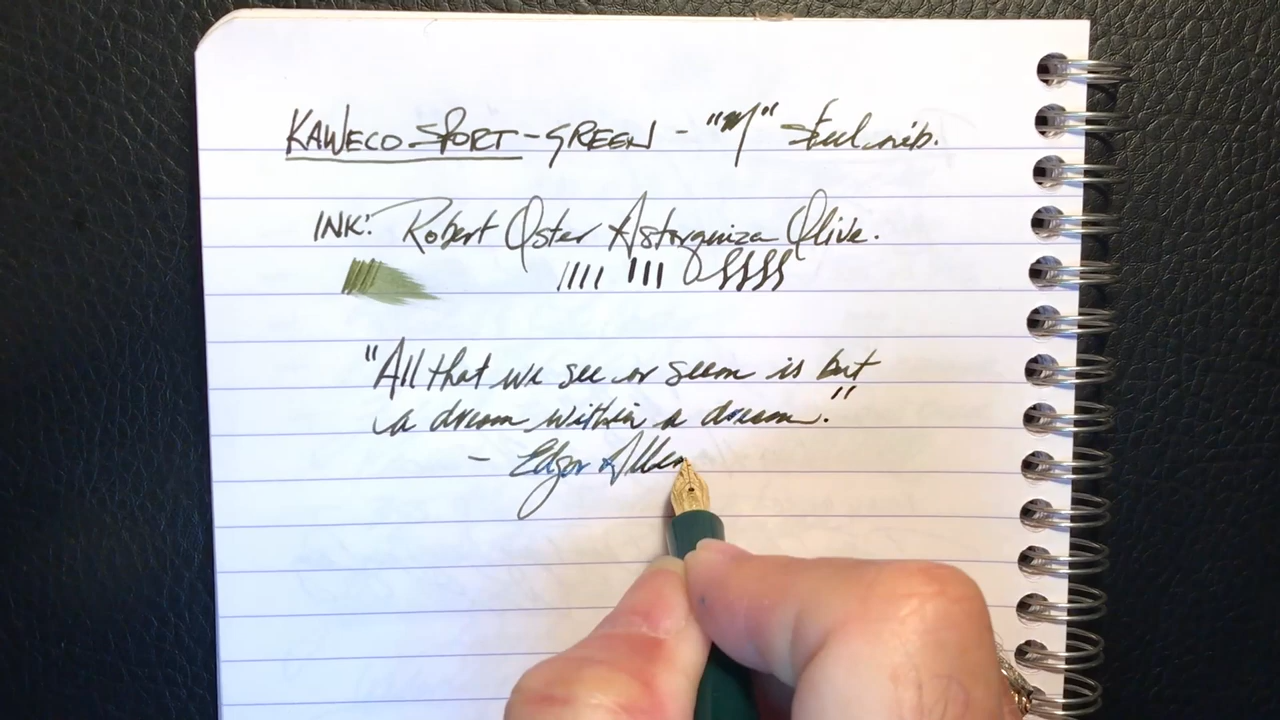 KAWECO SPORT - GREEN - "M" Steel nib.
INK: Robert Oster Astorquiza Olive.
"All that we see or seem is but
a dream within a dream."
- Edgar Allen